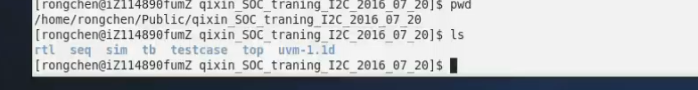 [rongchen@iZ114890fumZ qixin_SOC_traning_I2C_2016_07_20]$ pwd
/home/rongchen/Public/qixin_SOC_traning_I2C_2016_07_20
[rongchen@iZ114890fumZ qixin_SOC_traning_I2C_2016_07_20]$ ls
rtl seq sim tb testcase top uvm-1.1d
[rongchen@iZ114890fumZ qixin_SOC_traning_I2C_2016_07_20]$